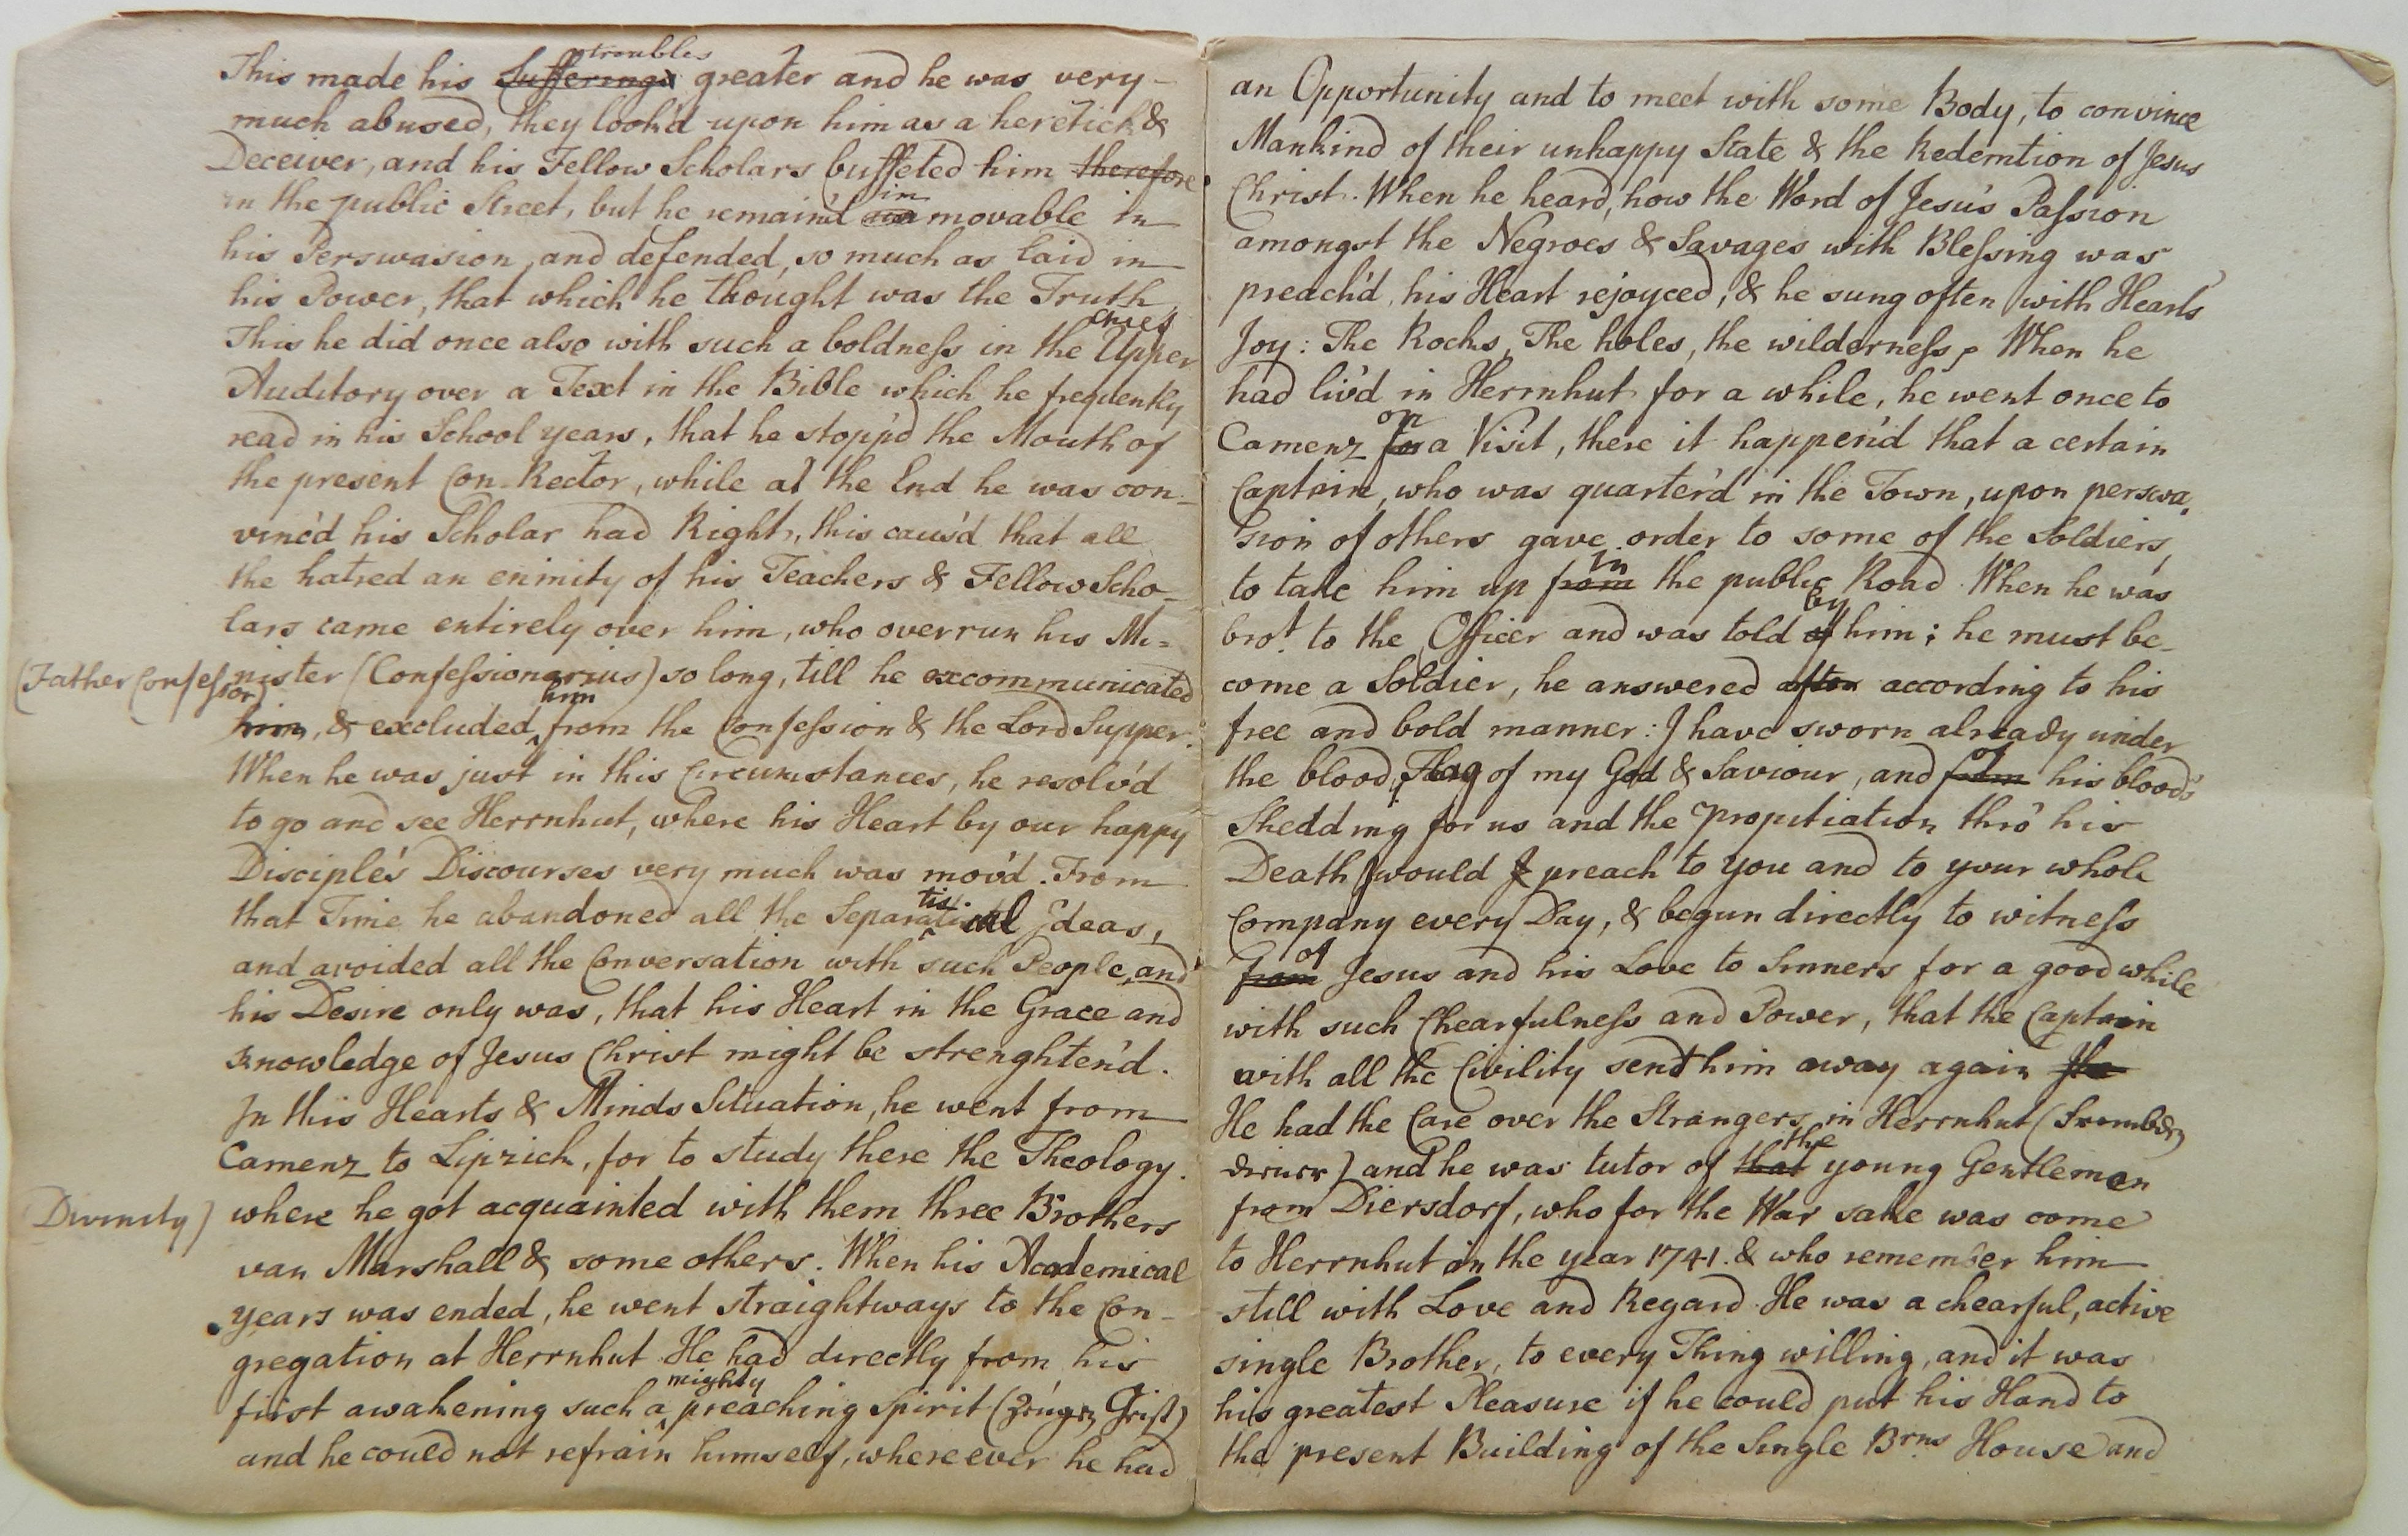 This made his ~~Sufferings~~ troubles greater and he was very
much abused, they look'd upon him as a heretick &
Deceiver, and his Fellow Scholars buffeted him ~~therefore~~
in the public Street, but he remain'd in movable in
his Perswasion, and defended, so much as laid in
his Power, that which he thought was the Truth,
This he did once also with such a boldness in the Upper chief
Auditory over a Text in the Bible which he frequently
read in his School years, that he stopp'd the Mouth of
the present Con-Rector, while at the End he was con-
vinc'd his Scholar had Right, this caus'd that all
the hatred an enimity of his Teachers & Fellow Scho-
lars came entirely over him, who overrun his Mi-
(Father Confessor) nister (Confessionarius) so long, till he excommunicated
~~him~~, & excluded him from the Confession & the Lord Supper.
When he was just in this Circumstances, he resolv'd
to go and see Herrnhut, where his Heart by our happy
Disciple's Discourses very much was mov'd. From
that Time he abandoned all the Separatistical Ideas,
and avoided all the Conversation with such People, and
his Desire only was, that his Heart in the Grace and
Knowledge of Jesus Christ might be strenghten'd.
In this Hearts & Minds Situation, he went from
Camenz to Lipzich, for to study there the Theology.
Divinity) where he got acquainted with them three Brothers
van Marshall & some others. When his Academical
years was ended, he went straightways to the Con-
gregation at Herrnhut. He had directly from his
first awakening such a mighty preaching Spirit (Zeugen Geist)
and he could not refrain himself, where ever he had
an Opportunity and to meet with some Body, to convince
Mankind of their unhappy State & the Redemtion of Jesus
Christ. When he heard, how the Word of Jesu's Passion
amongst the Negroes & Savages with Blessing was
preach'd, his Heart rejoyced, & he sung often with Hearts
Joy: The Rocks, The holes, the wilderness, When he
had liv'd in Herrnhut for a while, he went once to
Camenz ~~for~~ on a Visit, there it happen'd that a certain
Captain, who was quarter'd in the Town, upon perswa-
sion of others gave order to some of the Soldiers,
to take him up ~~from~~ in the public Road. When he was
bro.t to the Officer and was told ~~of~~ by him; he must be-
come a Soldier, he answered ~~after~~ according to his
free and bold manner: I have sworn already under
the blood Flag of my God & Saviour, and ~~from~~ of his blood's
Shedding for us and the Propitiation thro' his
Death I would ~~I~~ preach to you and to your whole
Company every Day, & begun directly to witness
~~from~~ of Jesus and his Love to Sinners for a good while
with such Chearfulness and Power, that the Captain
with all the Civility send him away again ~~He~~
He had the Care over the Strangers in Herrnhut (Fremden
diener) and he was tutor of ~~that~~ the young Gentlemen
from Diersdorf, who for the War sake was come
to Herrnhut in the year 1741. & who remember him
still with Love and Regard. He was a chearful, active
single Brother, to every Thing willing, and it was
his greatest Pleasure if he could put his Hand to
the present Building of the Single Brns House and